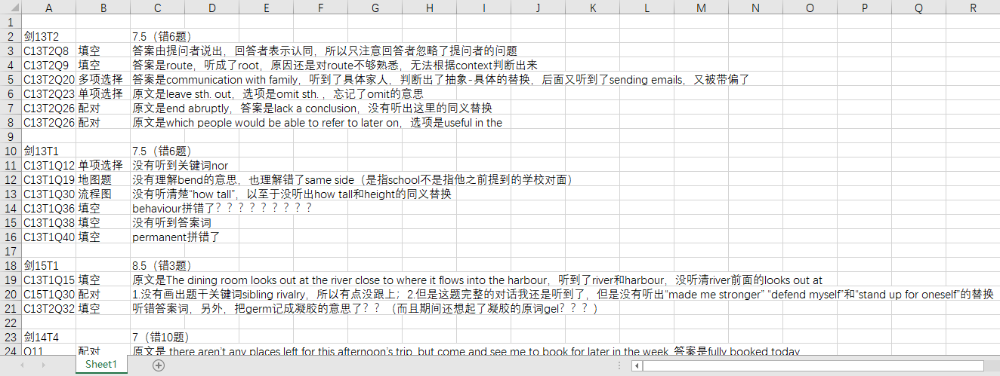 A B C D E F G H I J K L M N O P Q R
1
2 剑13T2 7.5（错6题）
3 C13T2Q8 填空 答案由提问者说出，回答者表示认同，所以只注意回答者忽略了提问者的问题
4 C13T2Q9 填空 答案是route，听成了root，原因还是对route不够熟悉，无法根据context判断出来
5 C13T2Q20 多项选择 答案是communication with family，听到了具体家人，判断出了抽象-具体的替换，后面又听到了sending emails，又被带偏了
6 C13T2Q23 单项选择 原文是leave sth. out，选项是omit sth. ，忘记了omit的意思
7 C13T2Q26 配对 原文是end abruptly，答案是lack a conclusion，没有听出这里的同义替换
8 C13T2Q26 配对 原文是which people would be able to refer to later on，选项是useful in the
9
10 剑13T1 7.5（错6题）
11 C13T1Q12 单项选择 没有听到关键词nor
12 C13T1Q19 地图题 没有理解bend的意思，也理解错了same side（是指school不是指他之前提到的学校对面）
13 C13T1Q30 流程图 没有听清楚“how tall”，以至于没听出how tall和height的同义替换
14 C13T1Q36 填空 behaviour拼错了？？？？？？？？？
15 C13T1Q38 填空 没有听到答案词
16 C13T1Q40 填空 permanent拼错了
17
18 剑15T1 8.5（错3题）
19 C13T1Q15 填空 原文是The dining room looks out at the river close to where it flows into the harbour，听到了river和harbour，没听清river前面的looks out at
20 C15T1Q30 配对 1.没有画出题干关键词sibling rivalry，所以有点没跟上；2.但是这题完整的对话我还是听到了，但是没有听出“made me stronger” “defend myself”和“stand up for oneself”的替换
21 C13T2Q32 填空 听错答案词，另外，把germ记成凝胶的意思了？？（而且期间还想起了凝胶的原词gel？？？）
22
23 剑14T4 7（错10题）
24 Q11 配对 原文是 there aren't any places left for this afternoon's trip, but come and see me to book for later in the week, 答案是fully booked today
Sheet1